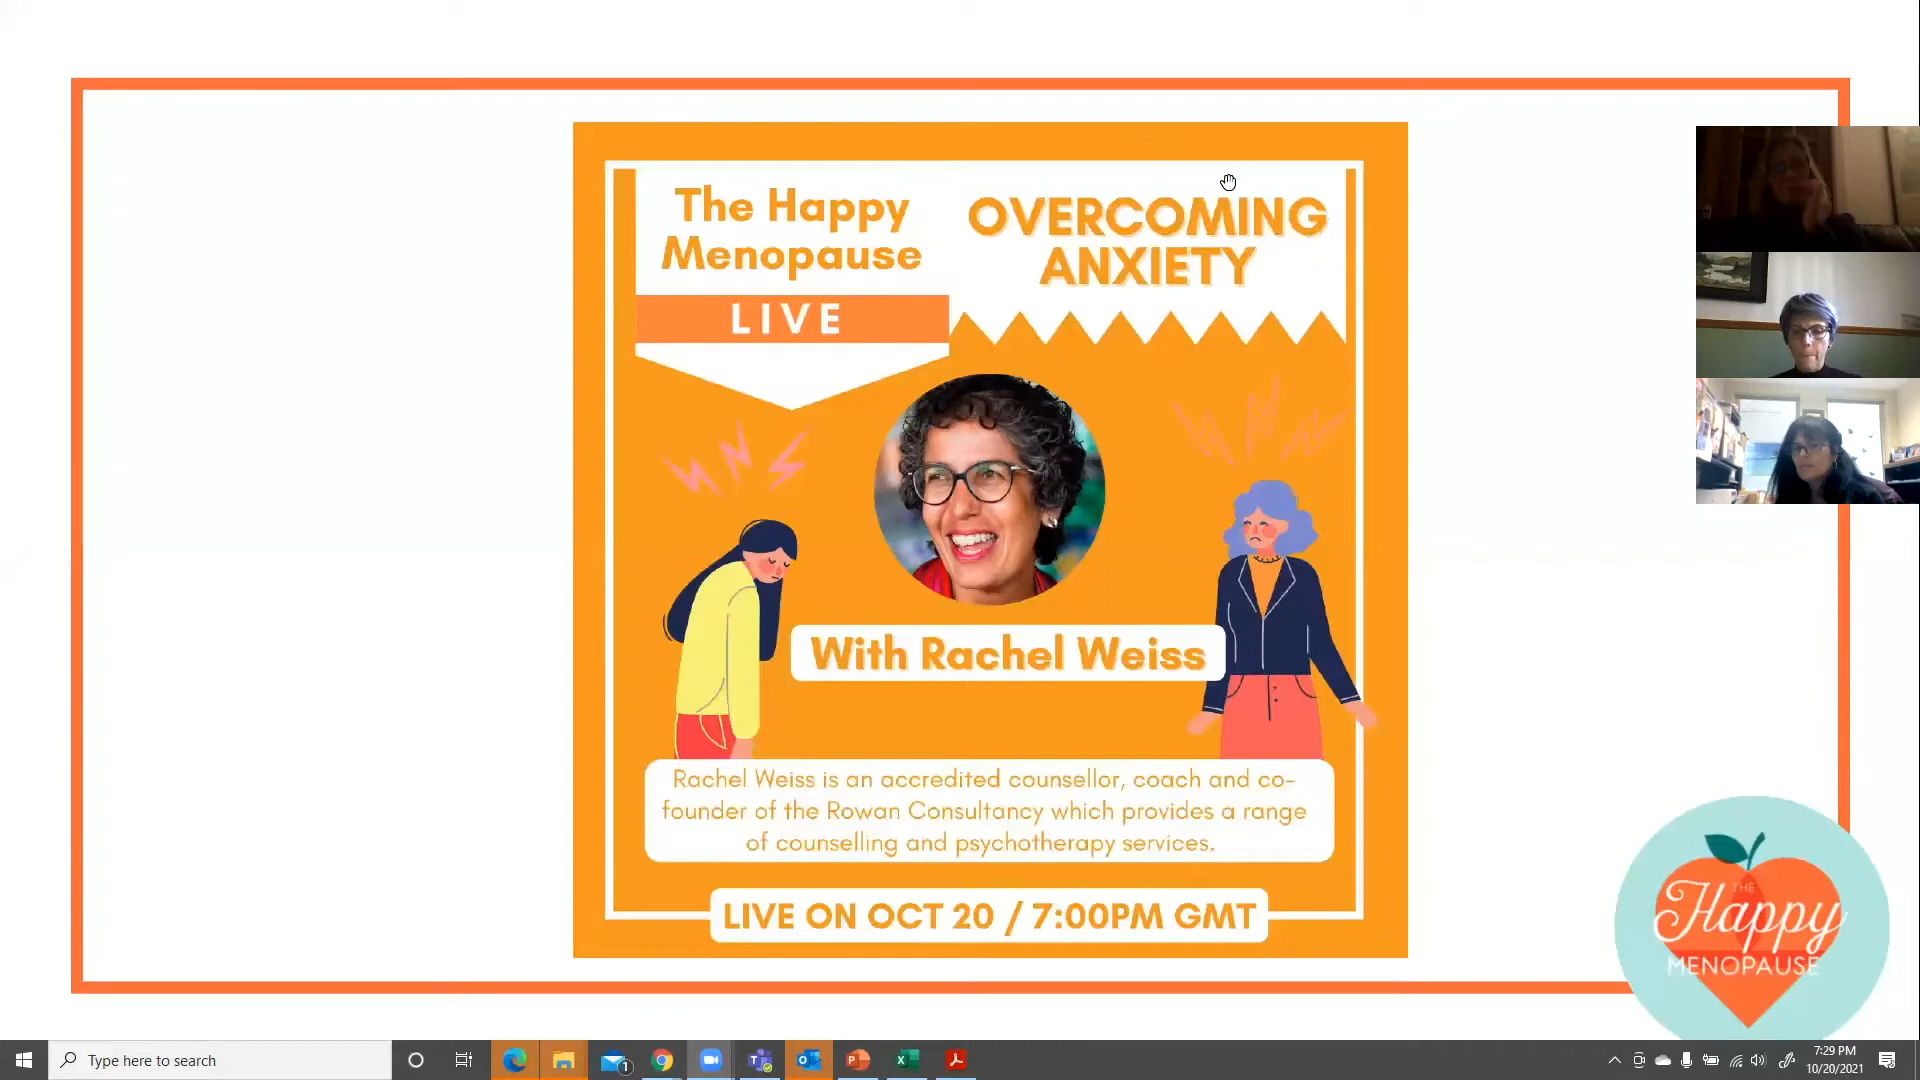 The Happy
Menopause
LIVE
OVERCOMING
ANXIETY
With Rachel Weiss
Rachel Weiss is an accredited counsellor, coach and co-
founder of the Rowan Consultancy which provides a range
of counselling and psychotherapy services.
LIVE ON OCT 20 / 7:00PM GMT
THE
Happy
MENOPAUSE
Type here to search
1
7:29 PM
10/20/2021